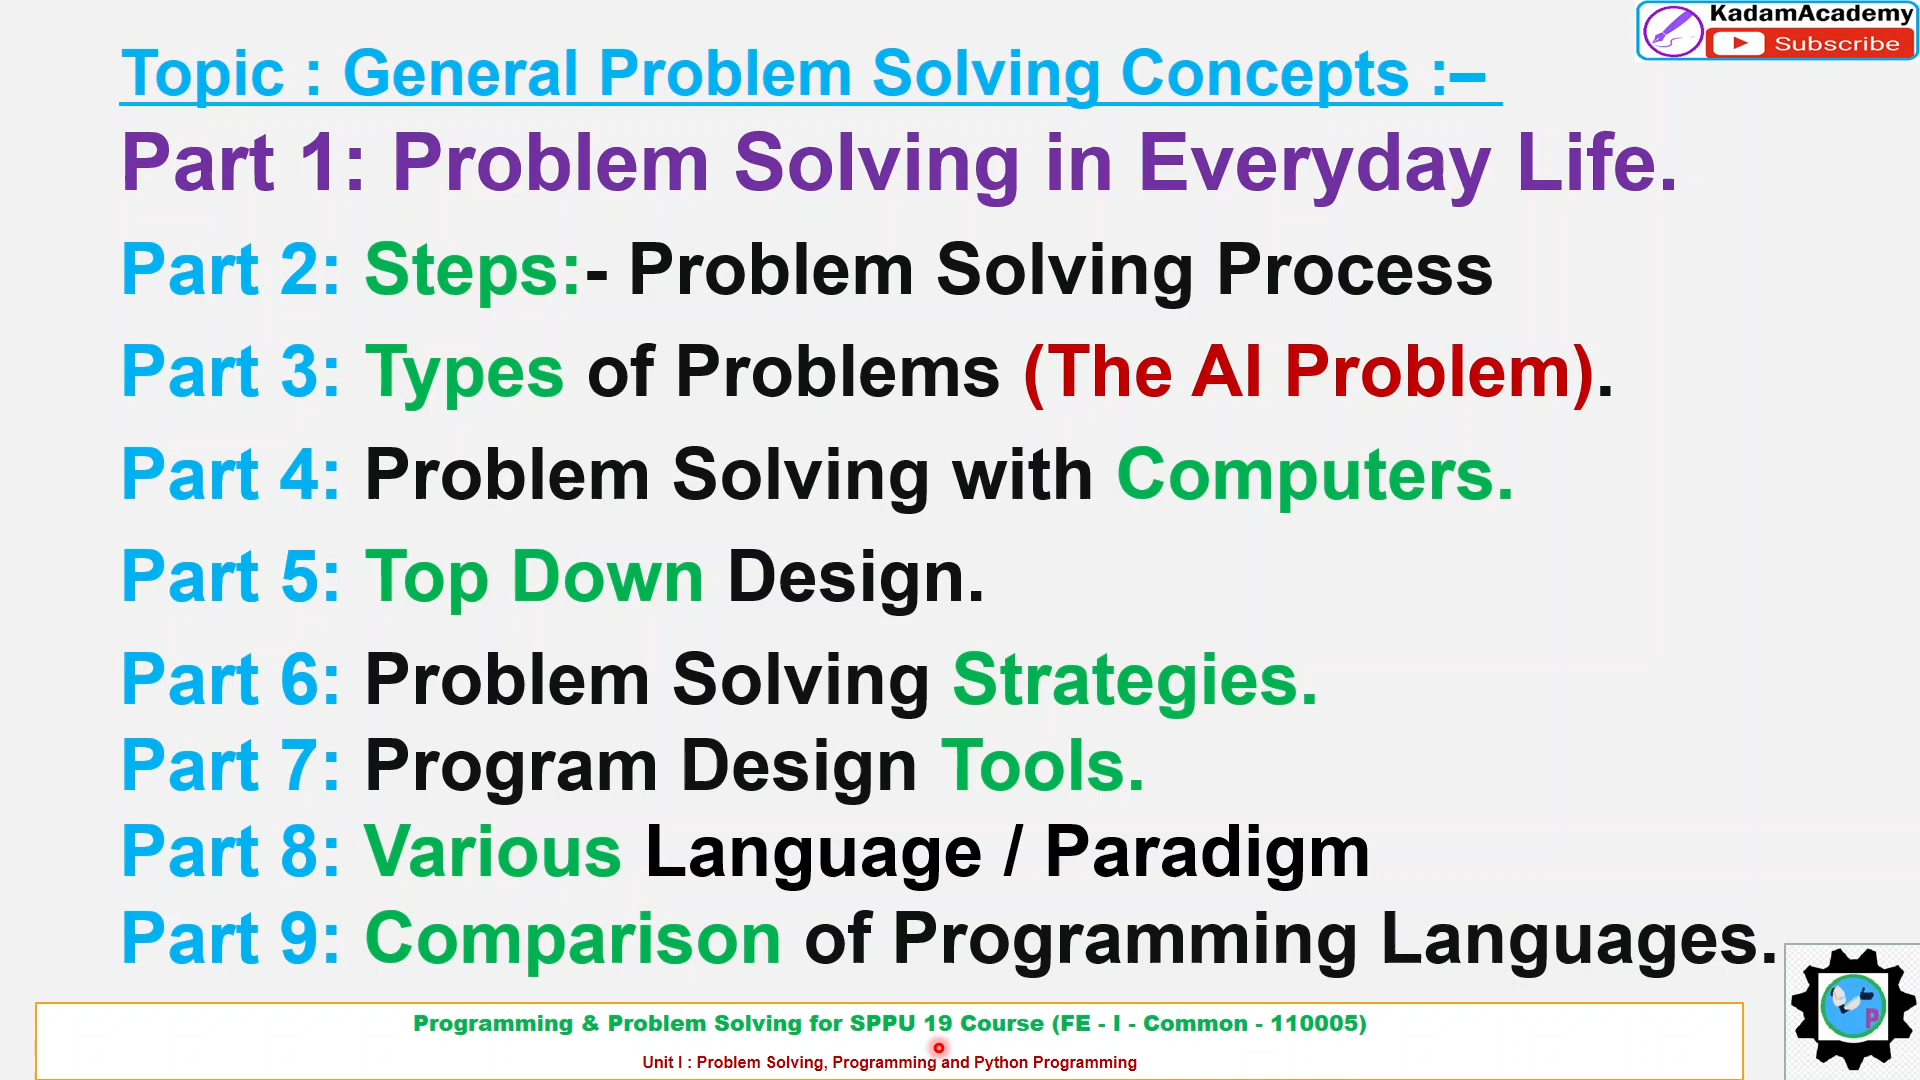 KadamAcademy
Subscribe
Topic : General Problem Solving Concepts :–
Part 1: Problem Solving in Everyday Life.
Part 2: Steps:- Problem Solving Process
Part 3: Types of Problems (The AI Problem).
Part 4: Problem Solving with Computers.
Part 5: Top Down Design.
Part 6: Problem Solving Strategies.
Part 7: Program Design Tools.
Part 8: Various Language / Paradigm
Part 9: Comparison of Programming Languages.
Programming & Problem Solving for SPPU 19 Course (FE - I - Common - 110005)
Unit I : Problem Solving, Programming and Python Programming
P